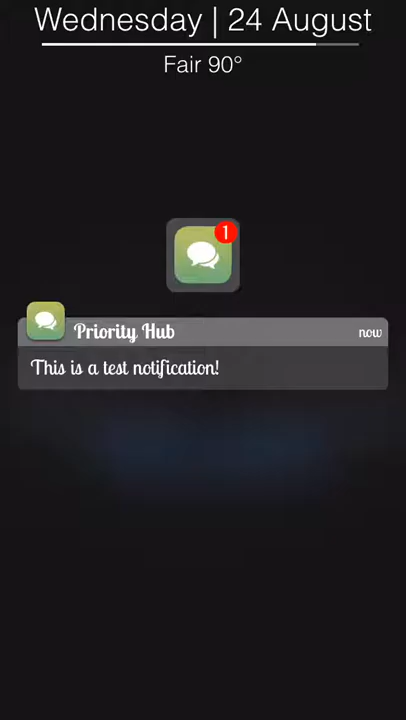 Wednesday | 24 August
Fair 90°
1
Priority Hub
now
This is a test notification!